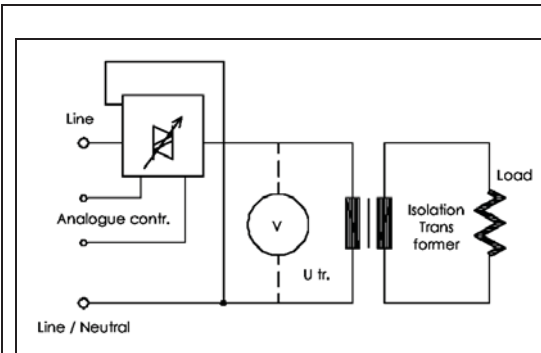 Line
Analogue contr.
Line / Neutral
V
U tr.
Isolation
Trans
former
Load